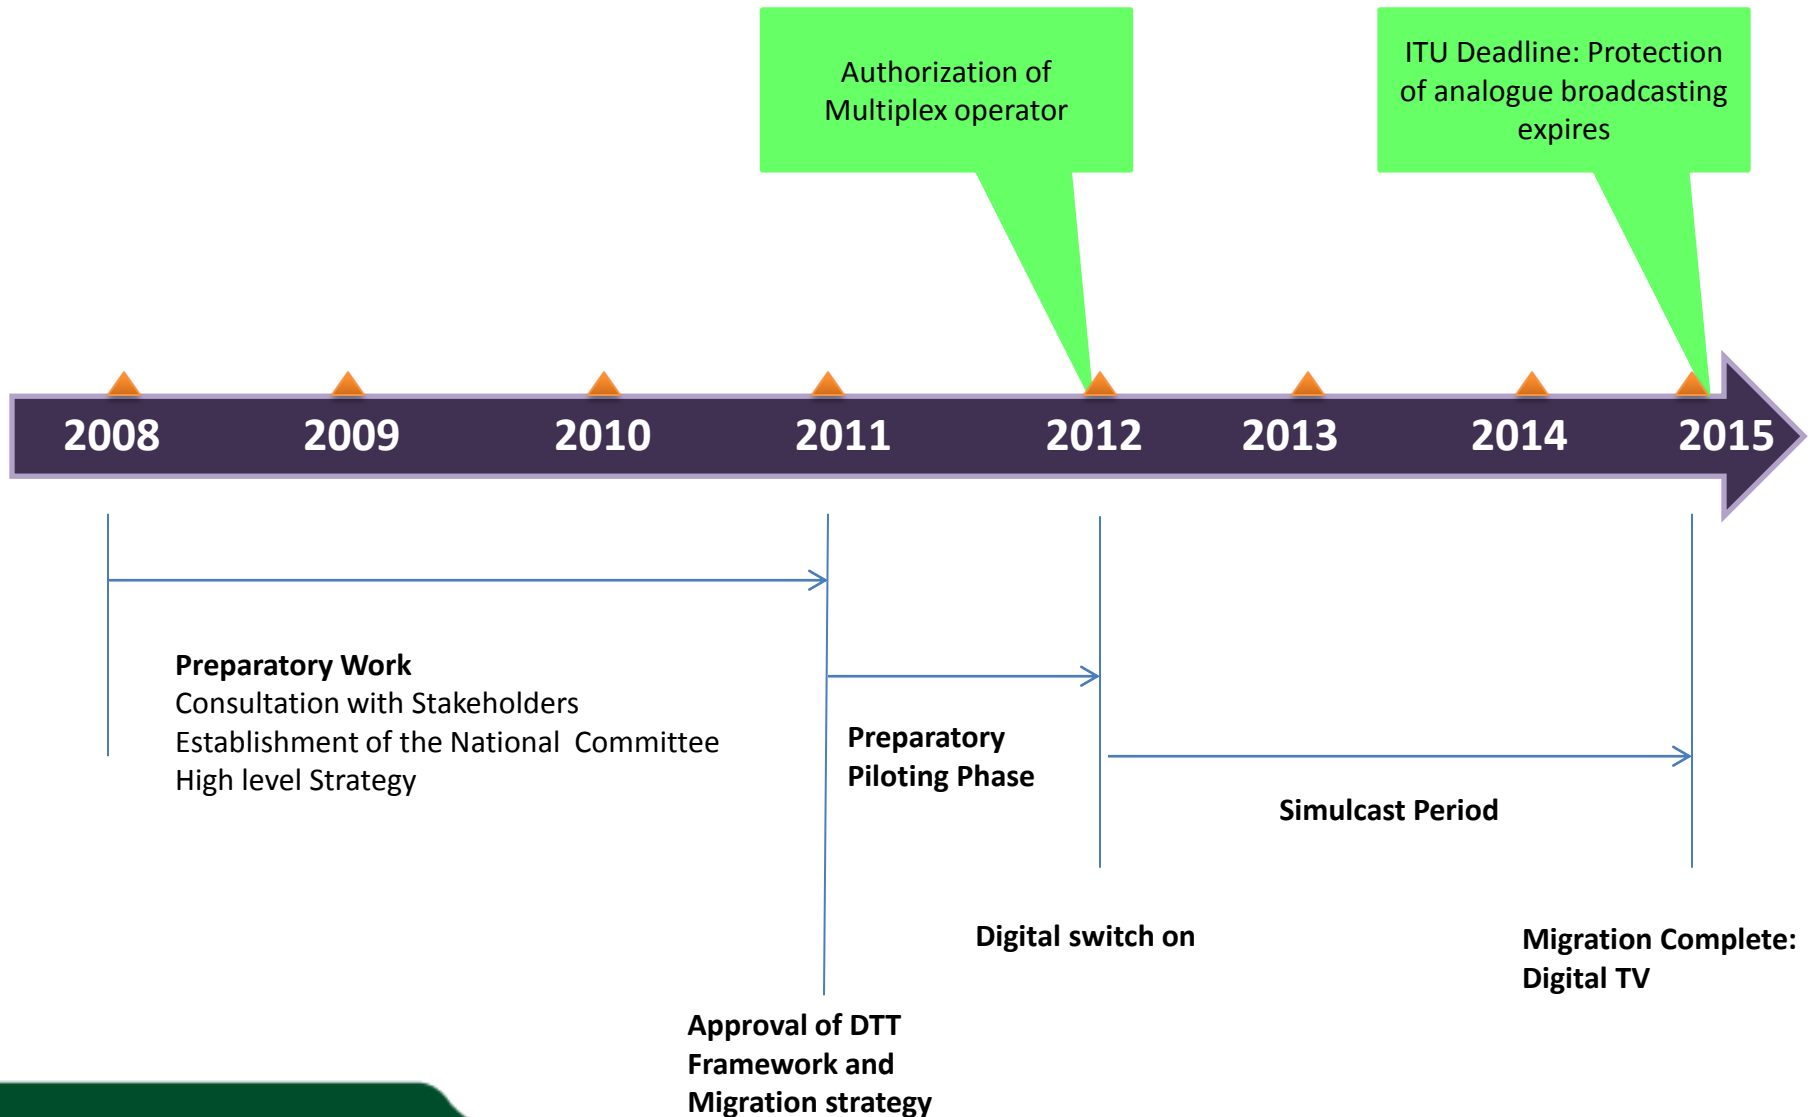 Authorization of
Multiplex operator
ITU Deadline: Protection
of analogue broadcasting
expires
2008
2009
2010
2011
2012
2013
2014
2015
Preparatory Work
Consultation with Stakeholders
Establishment of the National Committee
High level Strategy
Preparatory
Piloting Phase
Simulcast Period
Digital switch on
Migration Complete:
Digital TV
Approval of DTT
Framework and
Migration strategy